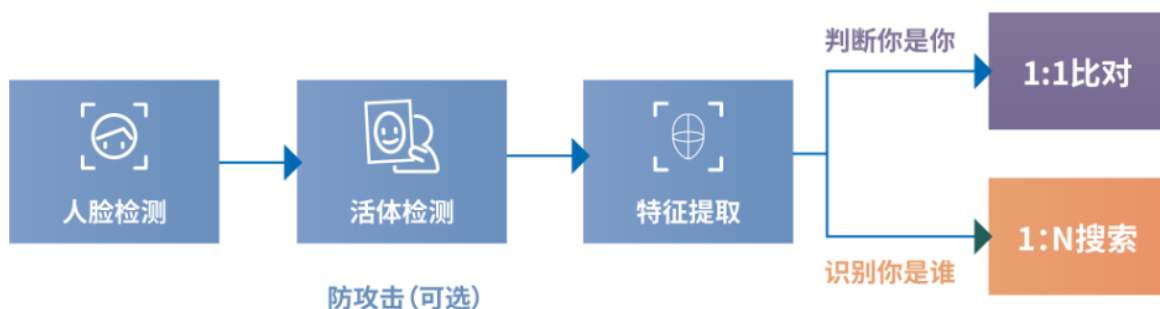 人脸检测
活体检测
防攻击(可选)
特征提取
判断你是你
1:1比对
识别你是谁
1:N搜索